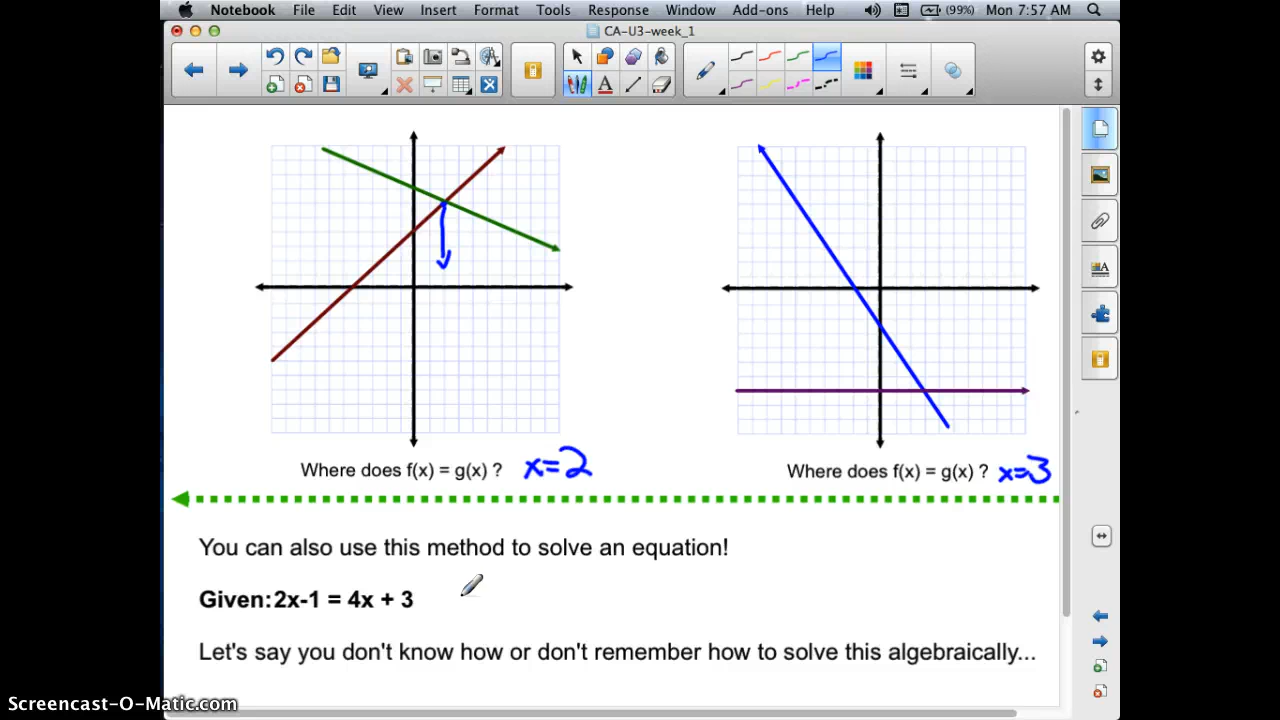 Notebook File Edit View Insert Format Tools Response Window Add-ons Help (99%) Mon 7:57 AM
CA-U3-week_1
Where does f(x) = g(x) ? x=2
Where does f(x) = g(x) ? x=3
You can also use this method to solve an equation!
Given:2x-1 = 4x + 3
Let's say you don't know how or don't remember how to solve this algebraically...
Screencast-O-Matic.com